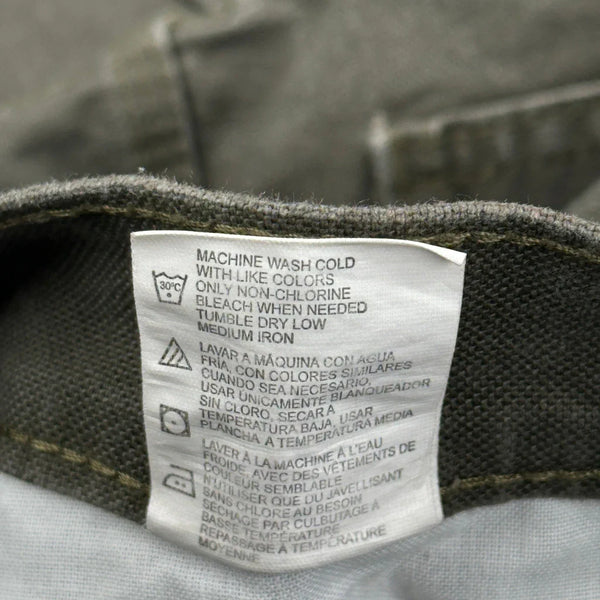 MACHINE WASH COLD
WITH LIKE COLORS
ONLY NON-CHLORINE
BLEACH WHEN NEEDED
TUMBLE DRY LOW
MEDIUM IRON
30ºC
LAVAR A MÁQUINA CON AGUA
FRÍA, CON COLORES SIMILARES
CUANDO SEA NECESARIO,
USAR UNICAMENTE BLANQUEADOR
SIN CLORO, SECAR A
TEMPERATURA BAJA, USAR
PLANCHA A TEMPERATURA MEDIA
LAVER À LA MACHINE À L'EAU
FROIDE, AVEC DES VÊTEMENTS DE
COULEUR SEMBLABLE
N'UTILISER QUE DU JAVELLISANT
SANS CHLORE AU BESOIN
SECHAGE PAR CULBUTAGE À
BASSE TEMPÉRATURE
REPASSAGE À TEMPÉRATURE
MOYENNE